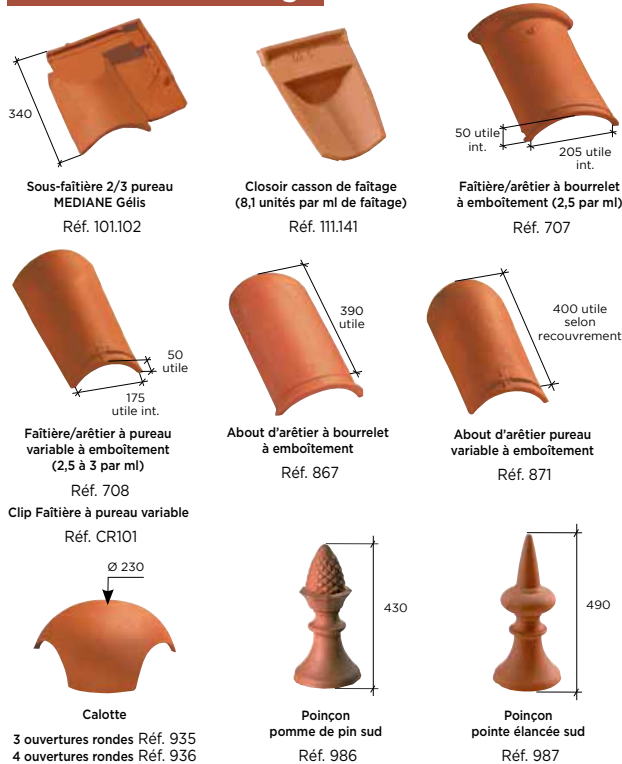 340
Sous-faîtière 2/3 pureau
MEDIANE Gélis
Réf. 101.102
Closoir casson de faîtage
(8,1 unités par ml de faîtage)
Réf. 111.141
50 utile
int.
205 utile
int.
Faîtière/arêtier à bourrelet
à emboîtement (2,5 par ml)
Réf. 707
50
utile
175
utile int.
Faîtière/arêtier à pureau
variable à emboîtement
(2,5 à 3 par ml)
Réf. 708
Clip Faîtière à pureau variable
Réf. CR101
390
utile
About d'arêtier à bourrelet
à emboîtement
Réf. 867
400 utile
selon
recouvrement
About d'arêtier pureau
variable à emboîtement
Réf. 871
Ø 230
Calotte
3 ouvertures rondes Réf. 935
4 ouvertures rondes Réf. 936
430
Poinçon
pomme de pin sud
Réf. 986
490
Poinçon
pointe élancée sud
Réf. 987